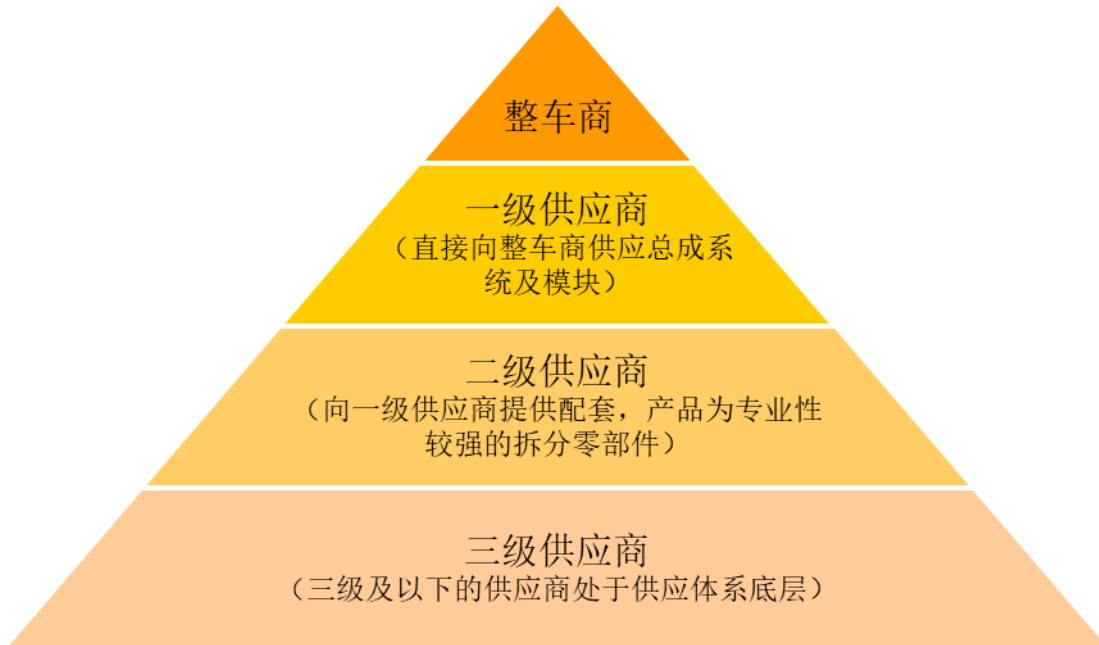 整车商
一级供应商
（直接向整车商供应总成系
统及模块）
二级供应商
（向一级供应商提供配套，产品为专业性
较强的拆分零部件）
三级供应商
（三级及以下的供应商处于供应体系底层）